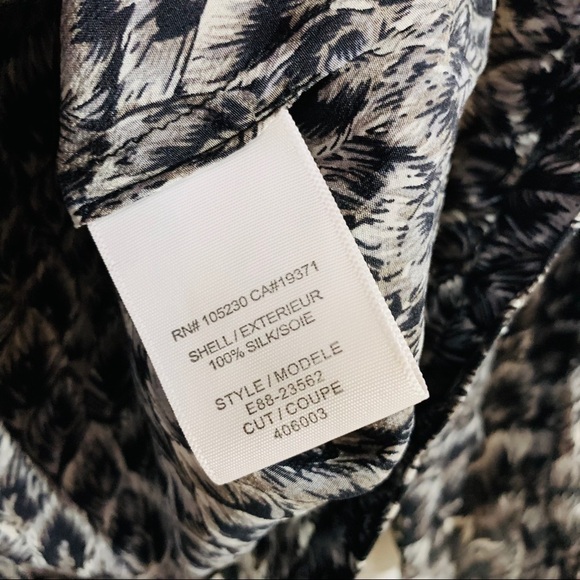 RN# 105230 CA#19371
SHELL / EXTERIEUR
100% SILK/SOIE
STYLE / MODELE
E88-23562
CUT / COUPE
406003